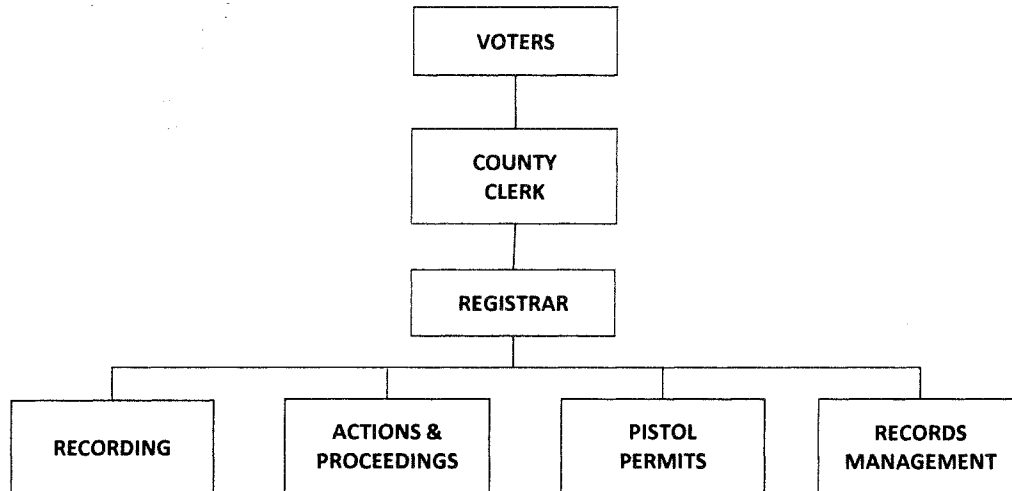 VOTERS
COUNTY
CLERK
REGISTRAR
RECORDING
ACTIONS &
PROCEEDINGS
PISTOL
PERMITS
RECORDS
MANAGEMENT